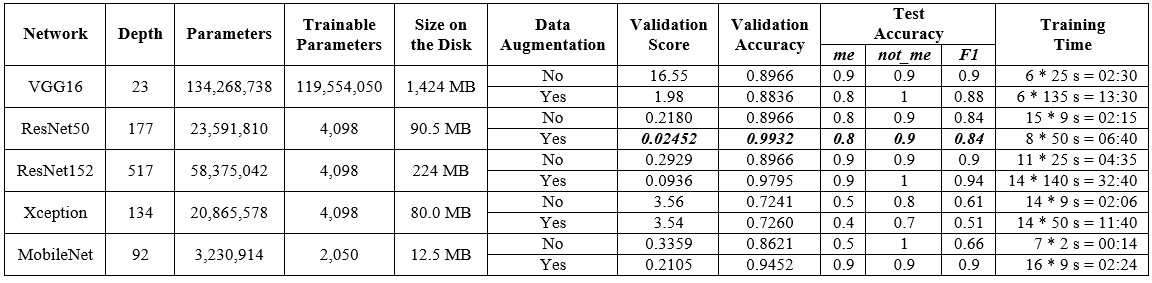 Network Depth Parameters Trainable Parameters Size on the Disk Data Augmentation Validation Score Validation Accuracy Test Accuracy Training Time
me not_me F1
VGG16 23 134,268,738 119,554,050 1,424 MB No 16.55 0.8966 0.9 0.9 0.9 6 * 25 s = 02:30
Yes 1.98 0.8836 0.8 1 0.88 6 * 135 s = 13:30
ResNet50 177 23,591,810 4,098 90.5 MB No 0.2180 0.8966 0.8 0.9 0.84 15 * 9 s = 02:15
Yes 0.02452 0.9932 0.8 0.9 0.84 8 * 50 s = 06:40
ResNet152 517 58,375,042 4,098 224 MB No 0.2929 0.8966 0.9 0.9 0.9 11 * 25 s = 04:35
Yes 0.0936 0.9795 0.9 1 0.94 14 * 140 s = 32:40
Xception 134 20,865,578 4,098 80.0 MB No 3.56 0.7241 0.5 0.8 0.61 14 * 9 s = 02:06
Yes 3.54 0.7260 0.4 0.7 0.51 14 * 50 s = 11:40
MobileNet 92 3,230,914 2,050 12.5 MB No 0.3359 0.8621 0.5 1 0.66 7 * 2 s = 00:14
Yes 0.2105 0.9452 0.9 0.9 0.9 16 * 9 s = 02:24